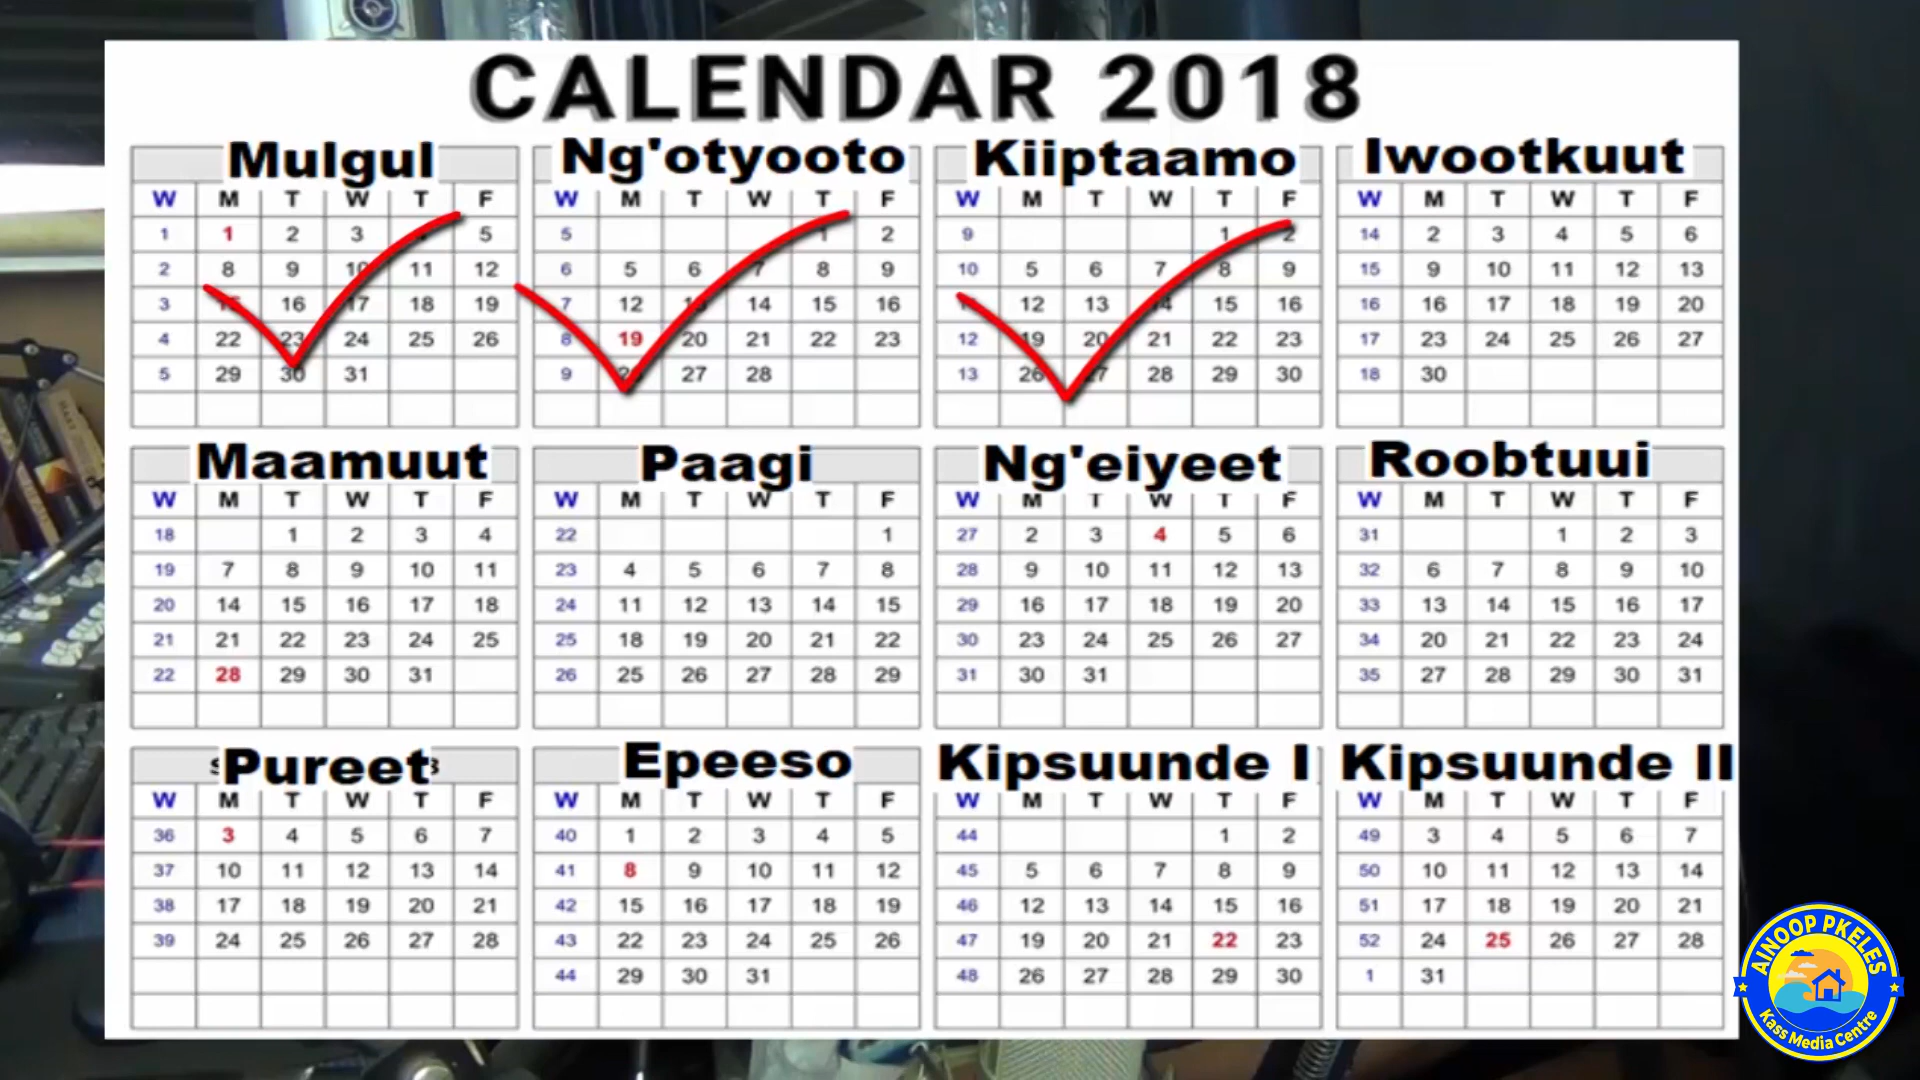 CALENDAR 2018
Mulgul Ng'otyooto Kiiptaamo Iwootkuut
W M T W T F W M T W T F W M T W T F W M T W T F
1 1 2 3 5 5 1 2 9 1 2 14 2 3 4 5 6
2 8 9 10 11 12 6 5 6 7 8 9 10 5 6 7 8 9 15 9 10 11 12 13
3 15 16 17 18 19 7 12 13 14 15 16 12 13 14 15 16 16 16 17 18 19 20
4 22 23 24 25 26 8 19 20 21 22 23 12 19 20 21 22 23 17 23 24 25 26 27
5 29 30 31 9 26 27 28 13 26 27 28 29 30 18 30
Maamuut Paagi Ng'eiyeet Roobtuui
W M T W T F W M T W T F W M T W T F W M T W T F
18 1 2 3 4 22 1 27 2 3 4 5 6 31 1 2 3
19 7 8 9 10 11 23 4 5 6 7 8 28 9 10 11 12 13 32 6 7 8 9 10
20 14 15 16 17 18 24 11 12 13 14 15 29 16 17 18 19 20 33 13 14 15 16 17
21 21 22 23 24 25 25 18 19 20 21 22 30 23 24 25 26 27 34 20 21 22 23 24
22 28 29 30 31 26 25 26 27 28 29 31 30 31 35 27 28 29 30 31
Pureet Epeeso Kipsuunde I Kipsuunde II
W M T W T F W M T W T F W M T W T F W M T W T F
36 3 4 5 6 7 40 1 2 3 4 5 44 1 2 49 3 4 5 6 7
37 10 11 12 13 14 41 8 9 10 11 12 45 5 6 7 8 9 50 10 11 12 13 14
38 17 18 19 20 21 42 15 16 17 18 19 46 12 13 14 15 16 51 17 18 19 20 21
39 24 25 26 27 28 43 22 23 24 25 26 47 19 20 21 22 23 52 24 25 26 27 28
44 29 30 31 48 26 27 28 29 30 1 31
AINOOP PKELES
Kass Media Centre